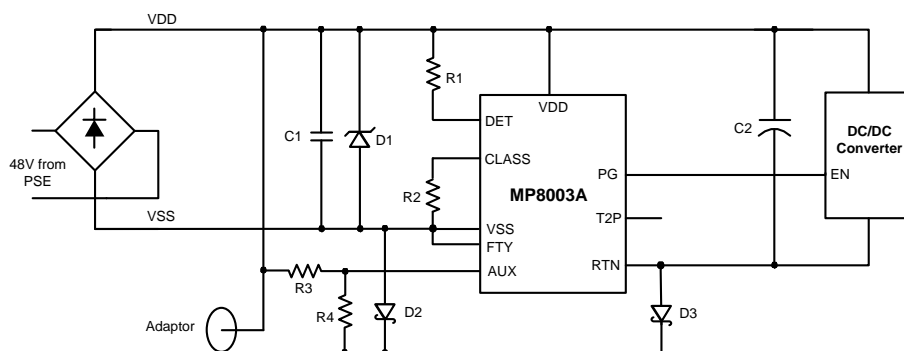 VDD
R1
VDD
DET
C1
D1
C2
DC/DC
Converter
CLASS
48V from
PSE
R2
MP8003A
PG
EN
T2P
VSS
VSS
FTY
RTN
AUX
R3
R4
D2
D3
Adaptor